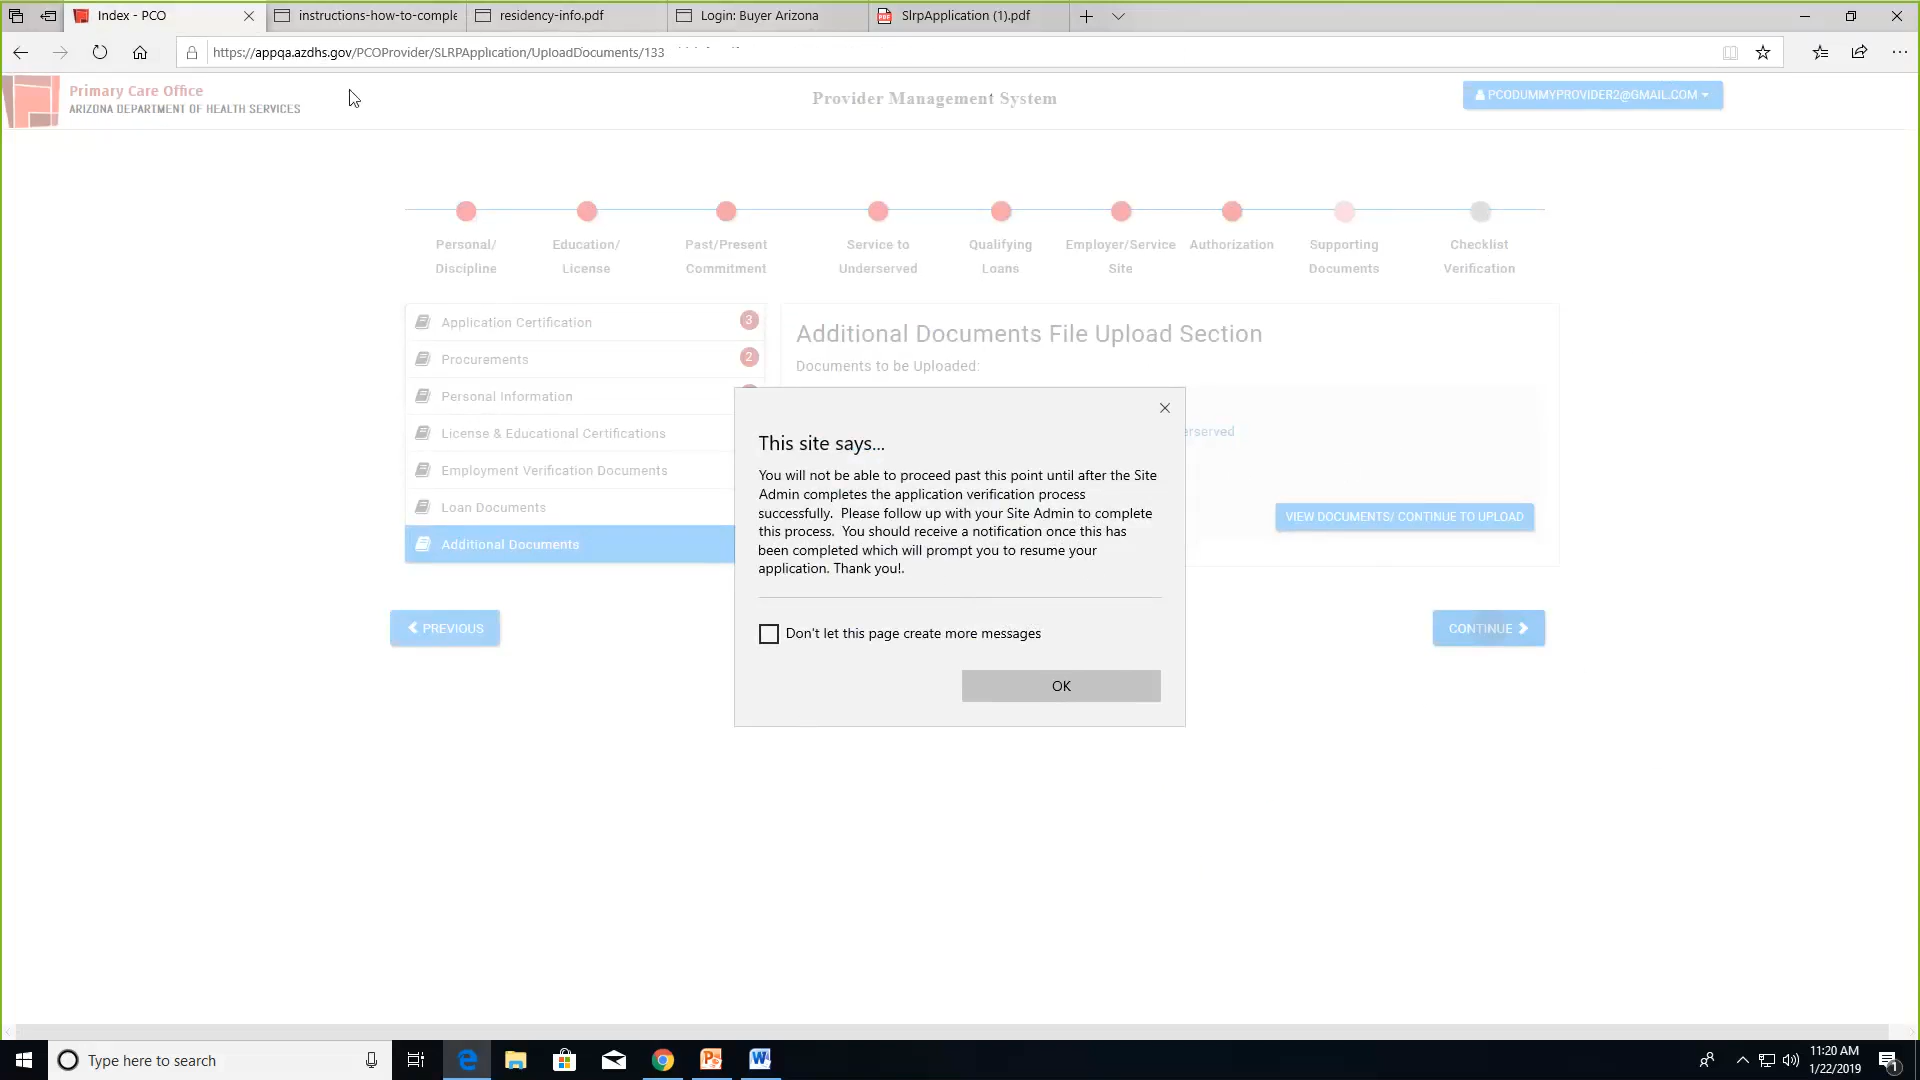 Index - PCO
instructions-how-to-comple
residency-info.pdf
Login: Buyer Arizona
SlrpApplication (1).pdf
https://appqa.azdhs.gov/PCOProvider/SLRPApplication/UploadDocuments/133
Primary Care Office
ARIZONA DEPARTMENT OF HEALTH SERVICES
Provider Management System
PCODUMMYPROVIDER2@GMAIL.COM
Personal/
Discipline
Education/
License
Past/Present
Commitment
Service to
Underserved
Qualifying
Loans
Employer/Service
Site
Authorization
Supporting
Documents
Checklist
Verification
Application Certification
3
Procurements
2
Personal Information
License & Educational Certifications
Employment Verification Documents
Loan Documents
Additional Documents
Additional Documents File Upload Section
Documents to be Uploaded:
erserved
VIEW DOCUMENTS/ CONTINUE TO UPLOAD
This site says...
You will not be able to proceed past this point until after the Site
Admin completes the application verification process
successfully.  Please follow up with your Site Admin to complete
this process.  You should receive a notification once this has
been completed which will prompt you to resume your
application. Thank you!.
Don't let this page create more messages
OK
PREVIOUS
CONTINUE
Type here to search
11:20 AM
1/22/2019
1